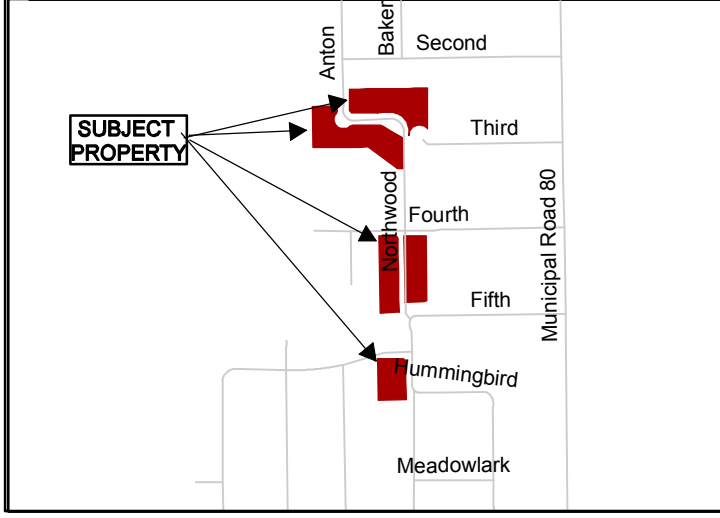 Anton
Baker
Second
SUBJECT
PROPERTY
Third
Northwood
Fourth
Municipal Road 80
Fifth
Hummingbird
Meadowlark